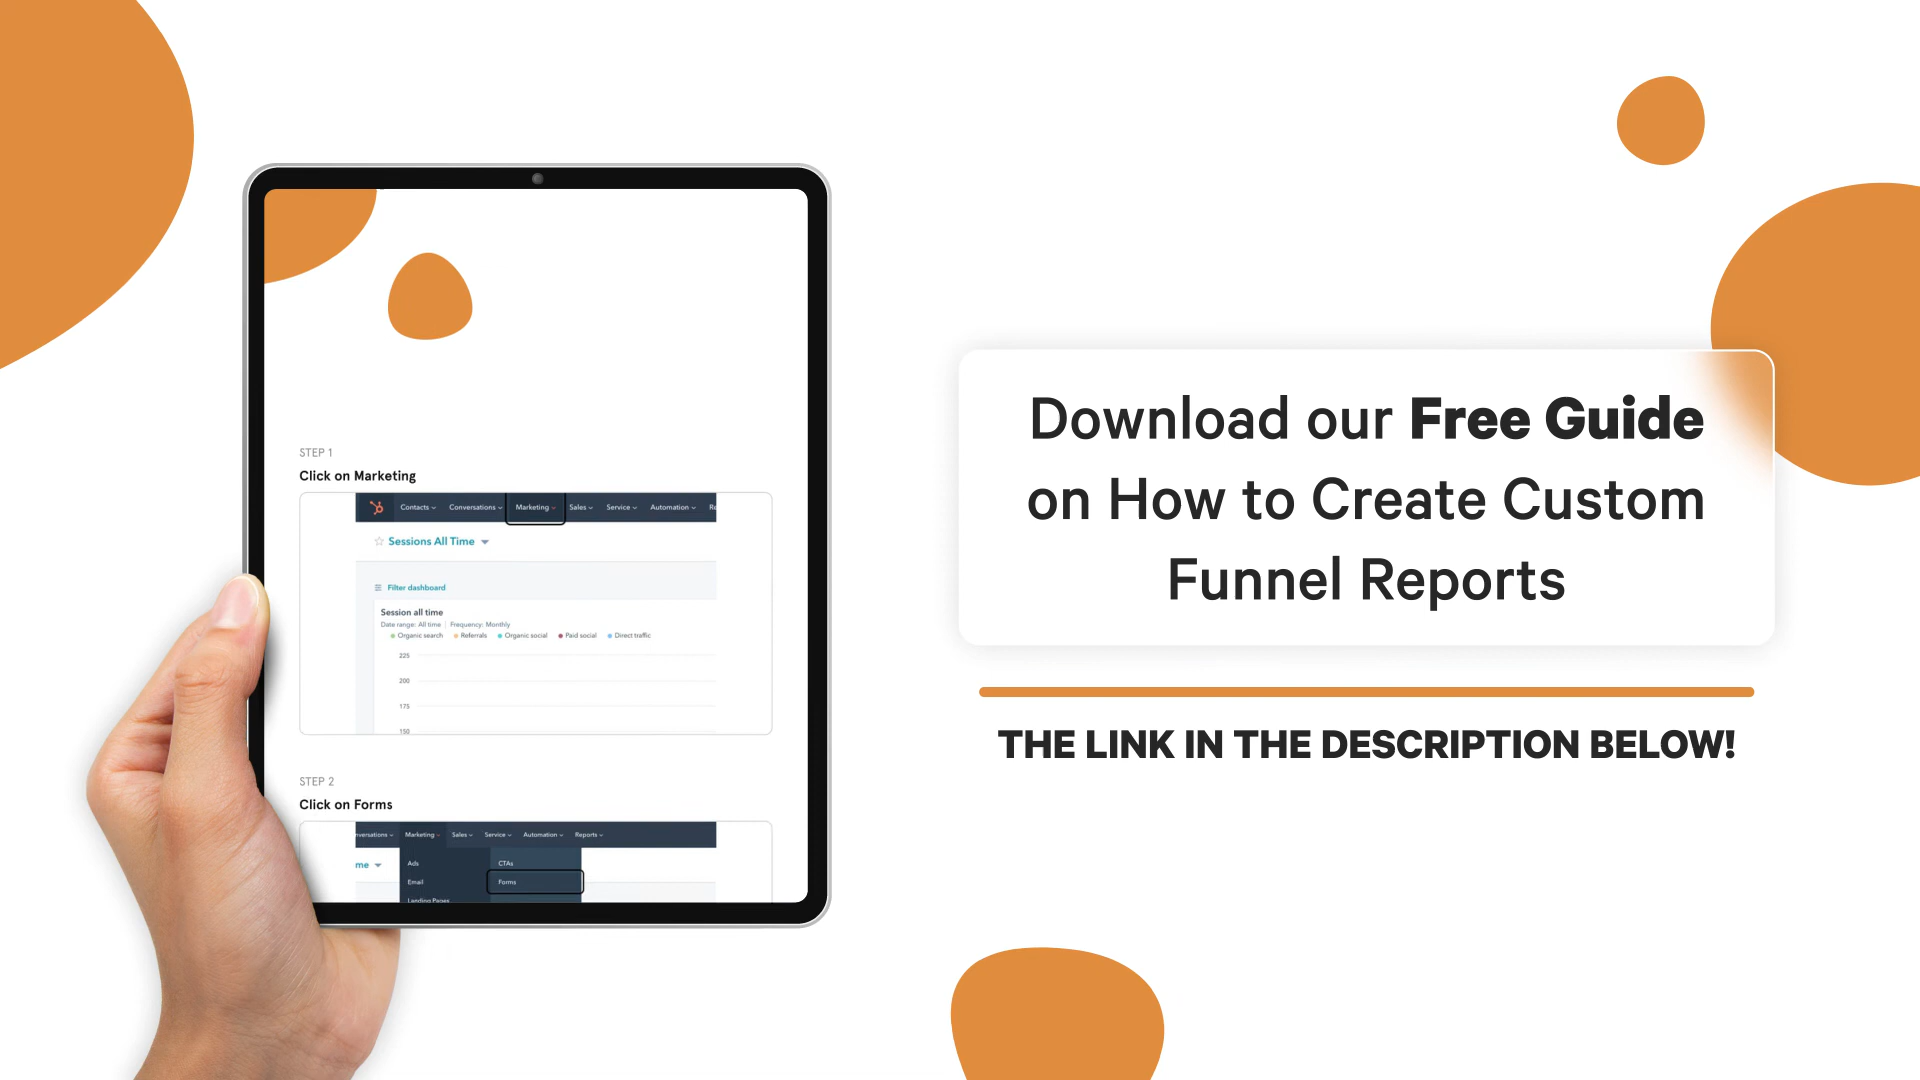 STEP 1
Click on Marketing
Contacts Conversations Marketing Sales Service Automation Re
Sessions All Time
Filter dashboard
Session all time
Date range: All time | Frequency: Monthly
Organic search Referrals Organic social Paid social Direct traffic
225
200
175
150
STEP 2
Click on Forms
nversations Marketing Sales Service Automation Reports
me
Ads CTAs
Email Forms
Landing Pages
Download our Free Guide
on How to Create Custom
Funnel Reports
THE LINK IN THE DESCRIPTION BELOW!